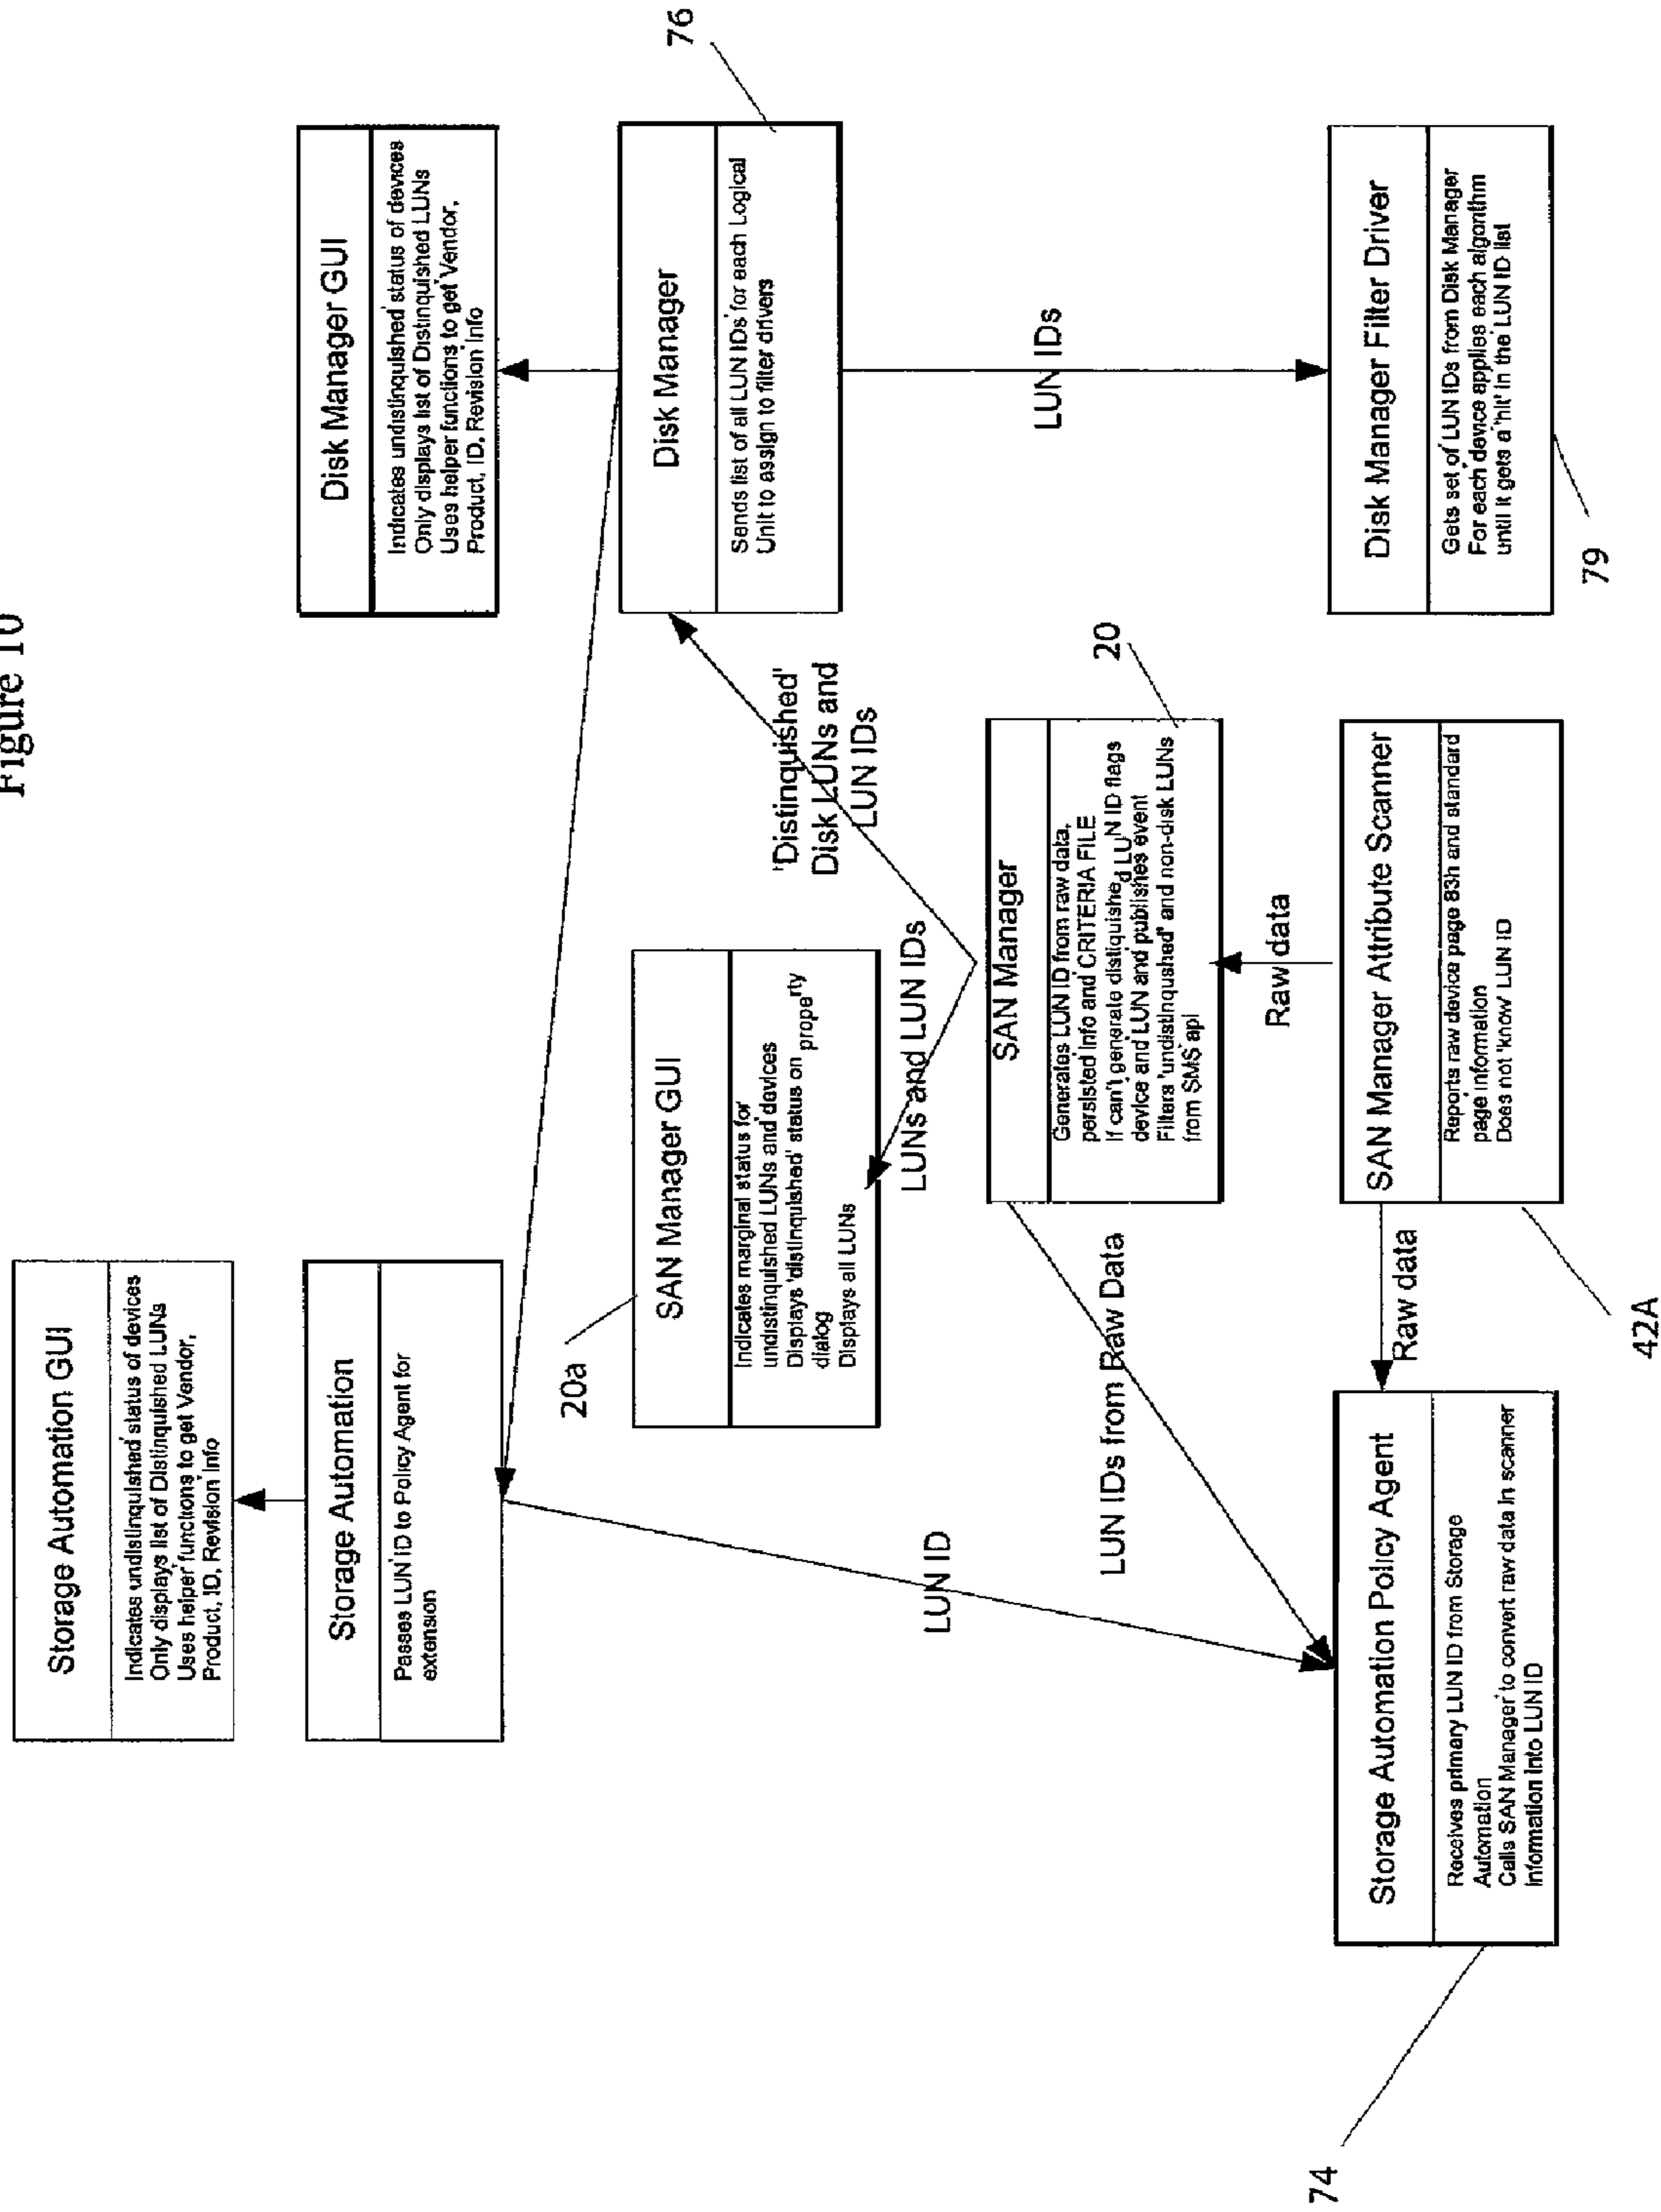 Figure 10
Storage Automation GUI
Indicates undistinquished status of devices
Only displays list of Distinquished LUNs
Uses helper functions to get Vendor,
Product, ID, Revision Info
Disk Manager GUI
Indicates undistinquished status of devices
Only displays list of Distinquished LUNs
Uses helper functions to get Vendor,
Product, ID, Revision Info
Storage Automation
Passes LUN ID to Policy Agent for
extension
76
Disk Manager
Sends list of all LUN IDs for each Logical
Unit to assign to filter drivers
20a
SAN Manager GUI
Indicates marginal status for
undistinquished LUNs and devices
Displays 'distinquished' status on property
dialog
Displays all LUNs
'Distinquished'
Disk LUNs and
LUN IDs
LUN ID
LUNs and LUN IDs
LUN IDs
20
SAN Manager
Generates LUN ID from raw data,
persisted info and CRITERIA FILE
If can't generate distiquished LUN ID flags
device and LUN and publishes event
Filters 'undistinqushed' and non-disk LUNs
from SMS api
LUN IDs from Raw Data
Raw data
74
Storage Automation Policy Agent
Receives primary LUN ID from Storage
Automation
Calls SAN Manager to convert raw data in scanner
information into LUN ID
Raw data
SAN Manager Attribute Scanner
Reports raw device page 83h and standard
page information
Does not 'know' LUN ID
42A
Disk Manager Filter Driver
Gets set of LUN IDs from Disk Manager
For each device applies each algorithm
until it gets a 'hit' in the LUN ID list
79